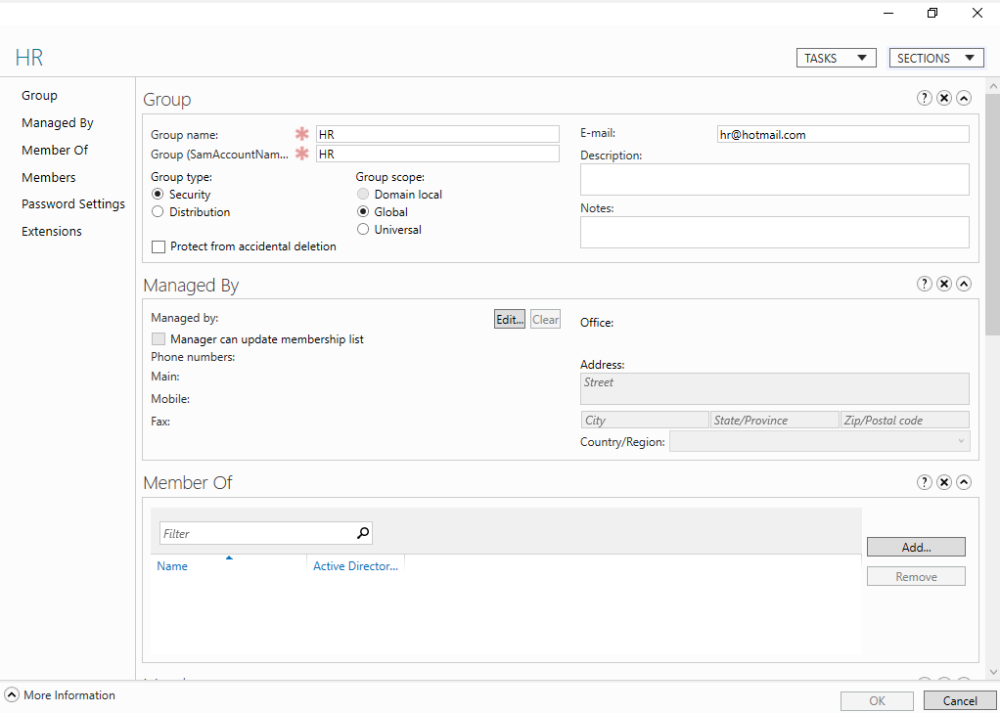 HR
TASKS
SECTIONS
Group
Managed By
Member Of
Members
Password Settings
Extensions
Group
Group name:
HR
Group (SamAccountNam...
HR
Group type:
Security
Distribution
Group scope:
Domain local
Global
Universal
Protect from accidental deletion
E-mail:
hr@hotmail.com
Description:
Notes:
Managed By
Managed by:
Edit...
Clear
Manager can update membership list
Phone numbers:
Main:
Mobile:
Fax:
Office:
Address:
Street
City
State/Province
Zip/Postal code
Country/Region:
Member Of
Filter
Name
Active Director...
Add...
Remove
More Information
OK
Cancel